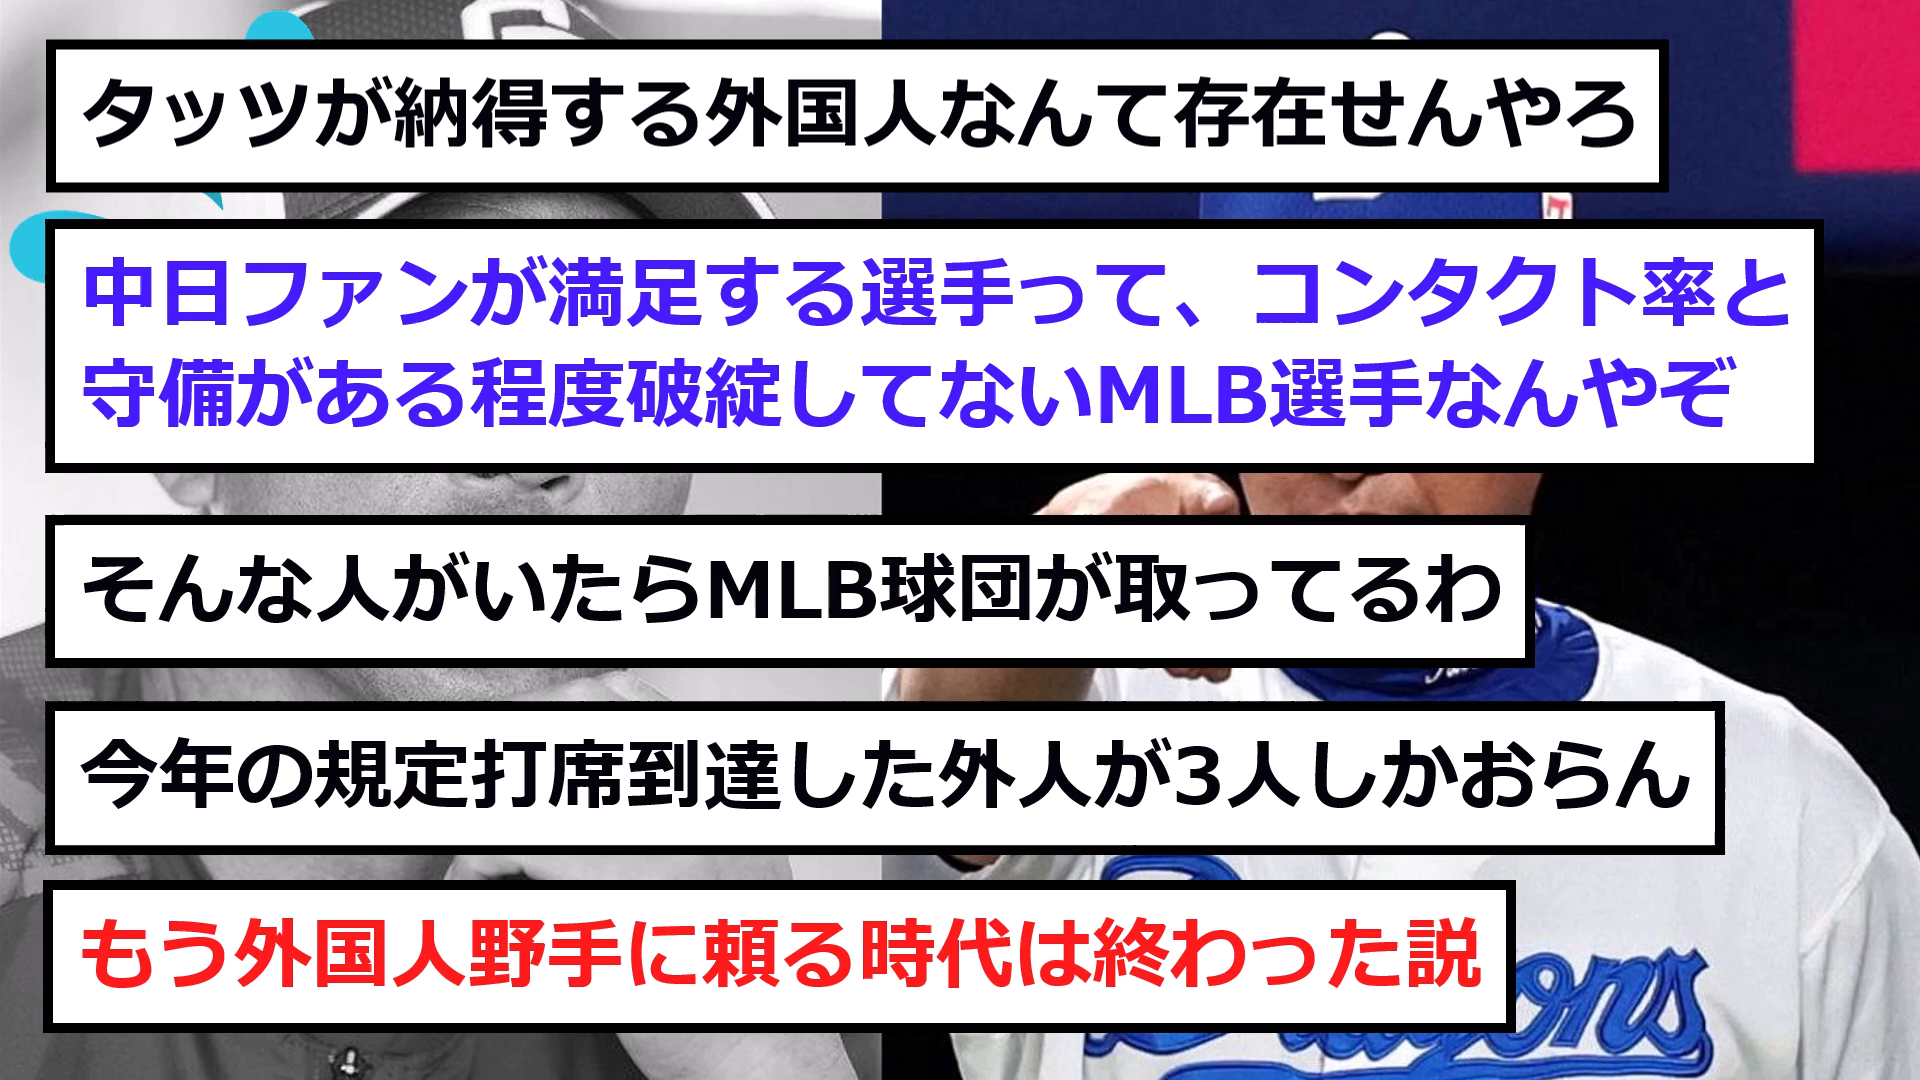 タッツが納得する外国人なんて存在せんやろ
中日ファンが満足する選手って、コンタクト率と
守備がある程度破綻してないMLB選手なんやぞ
そんな人がいたらMLB球団が取ってるわ
今年の規定打席到達した外人が3人しかおらん
もう外国人野手に頼る時代は終わった説